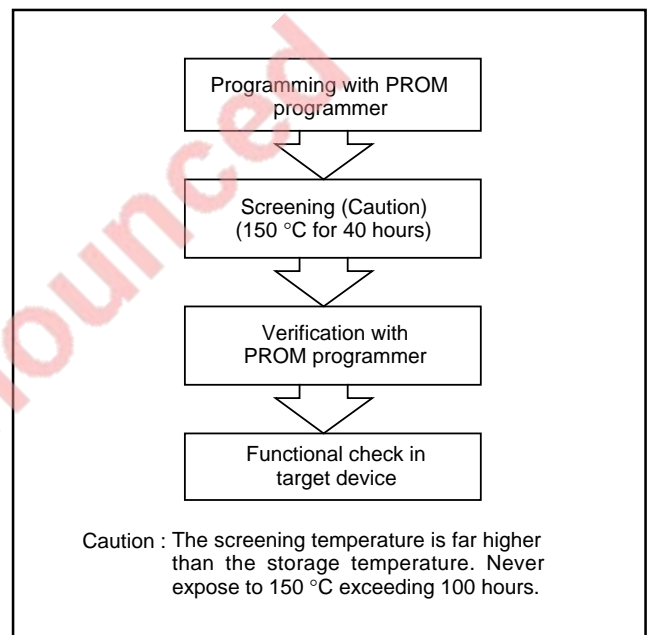 Programming with PROM
programmer
Screening (Caution)
(150 °C for 40 hours)
Verification with
PROM programmer
Functional check in
target device
Caution : The screening temperature is far higher
than the storage temperature. Never
expose to 150 °C exceeding 100 hours.
ounced